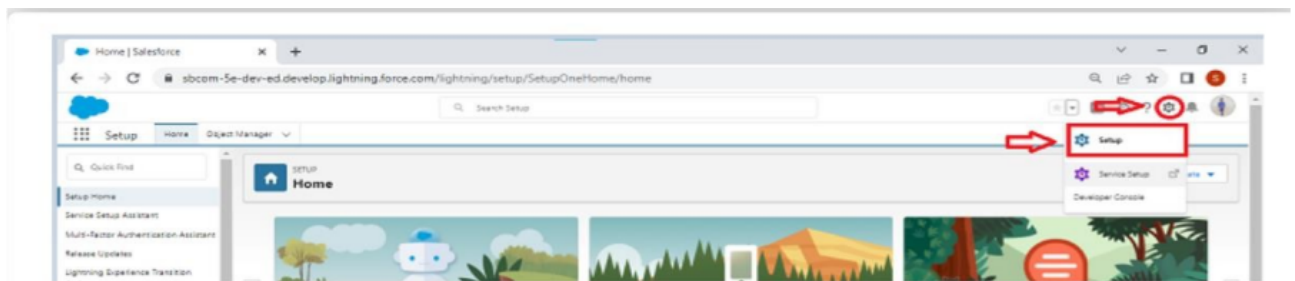 Home | Salesforce
sbcom-5e-dev-ed.develop.lightning.force.com/lightning/setup/SetupOneHome/home
Search Setup
Setup Home Object Manager
Setup
Quick Find
SETUP
Home
Service Setup
Setup Home
Developer Console
Service Setup Assistant
Multi-Factor Authentication Assistant
Release Updates
Lightning Experience Transition